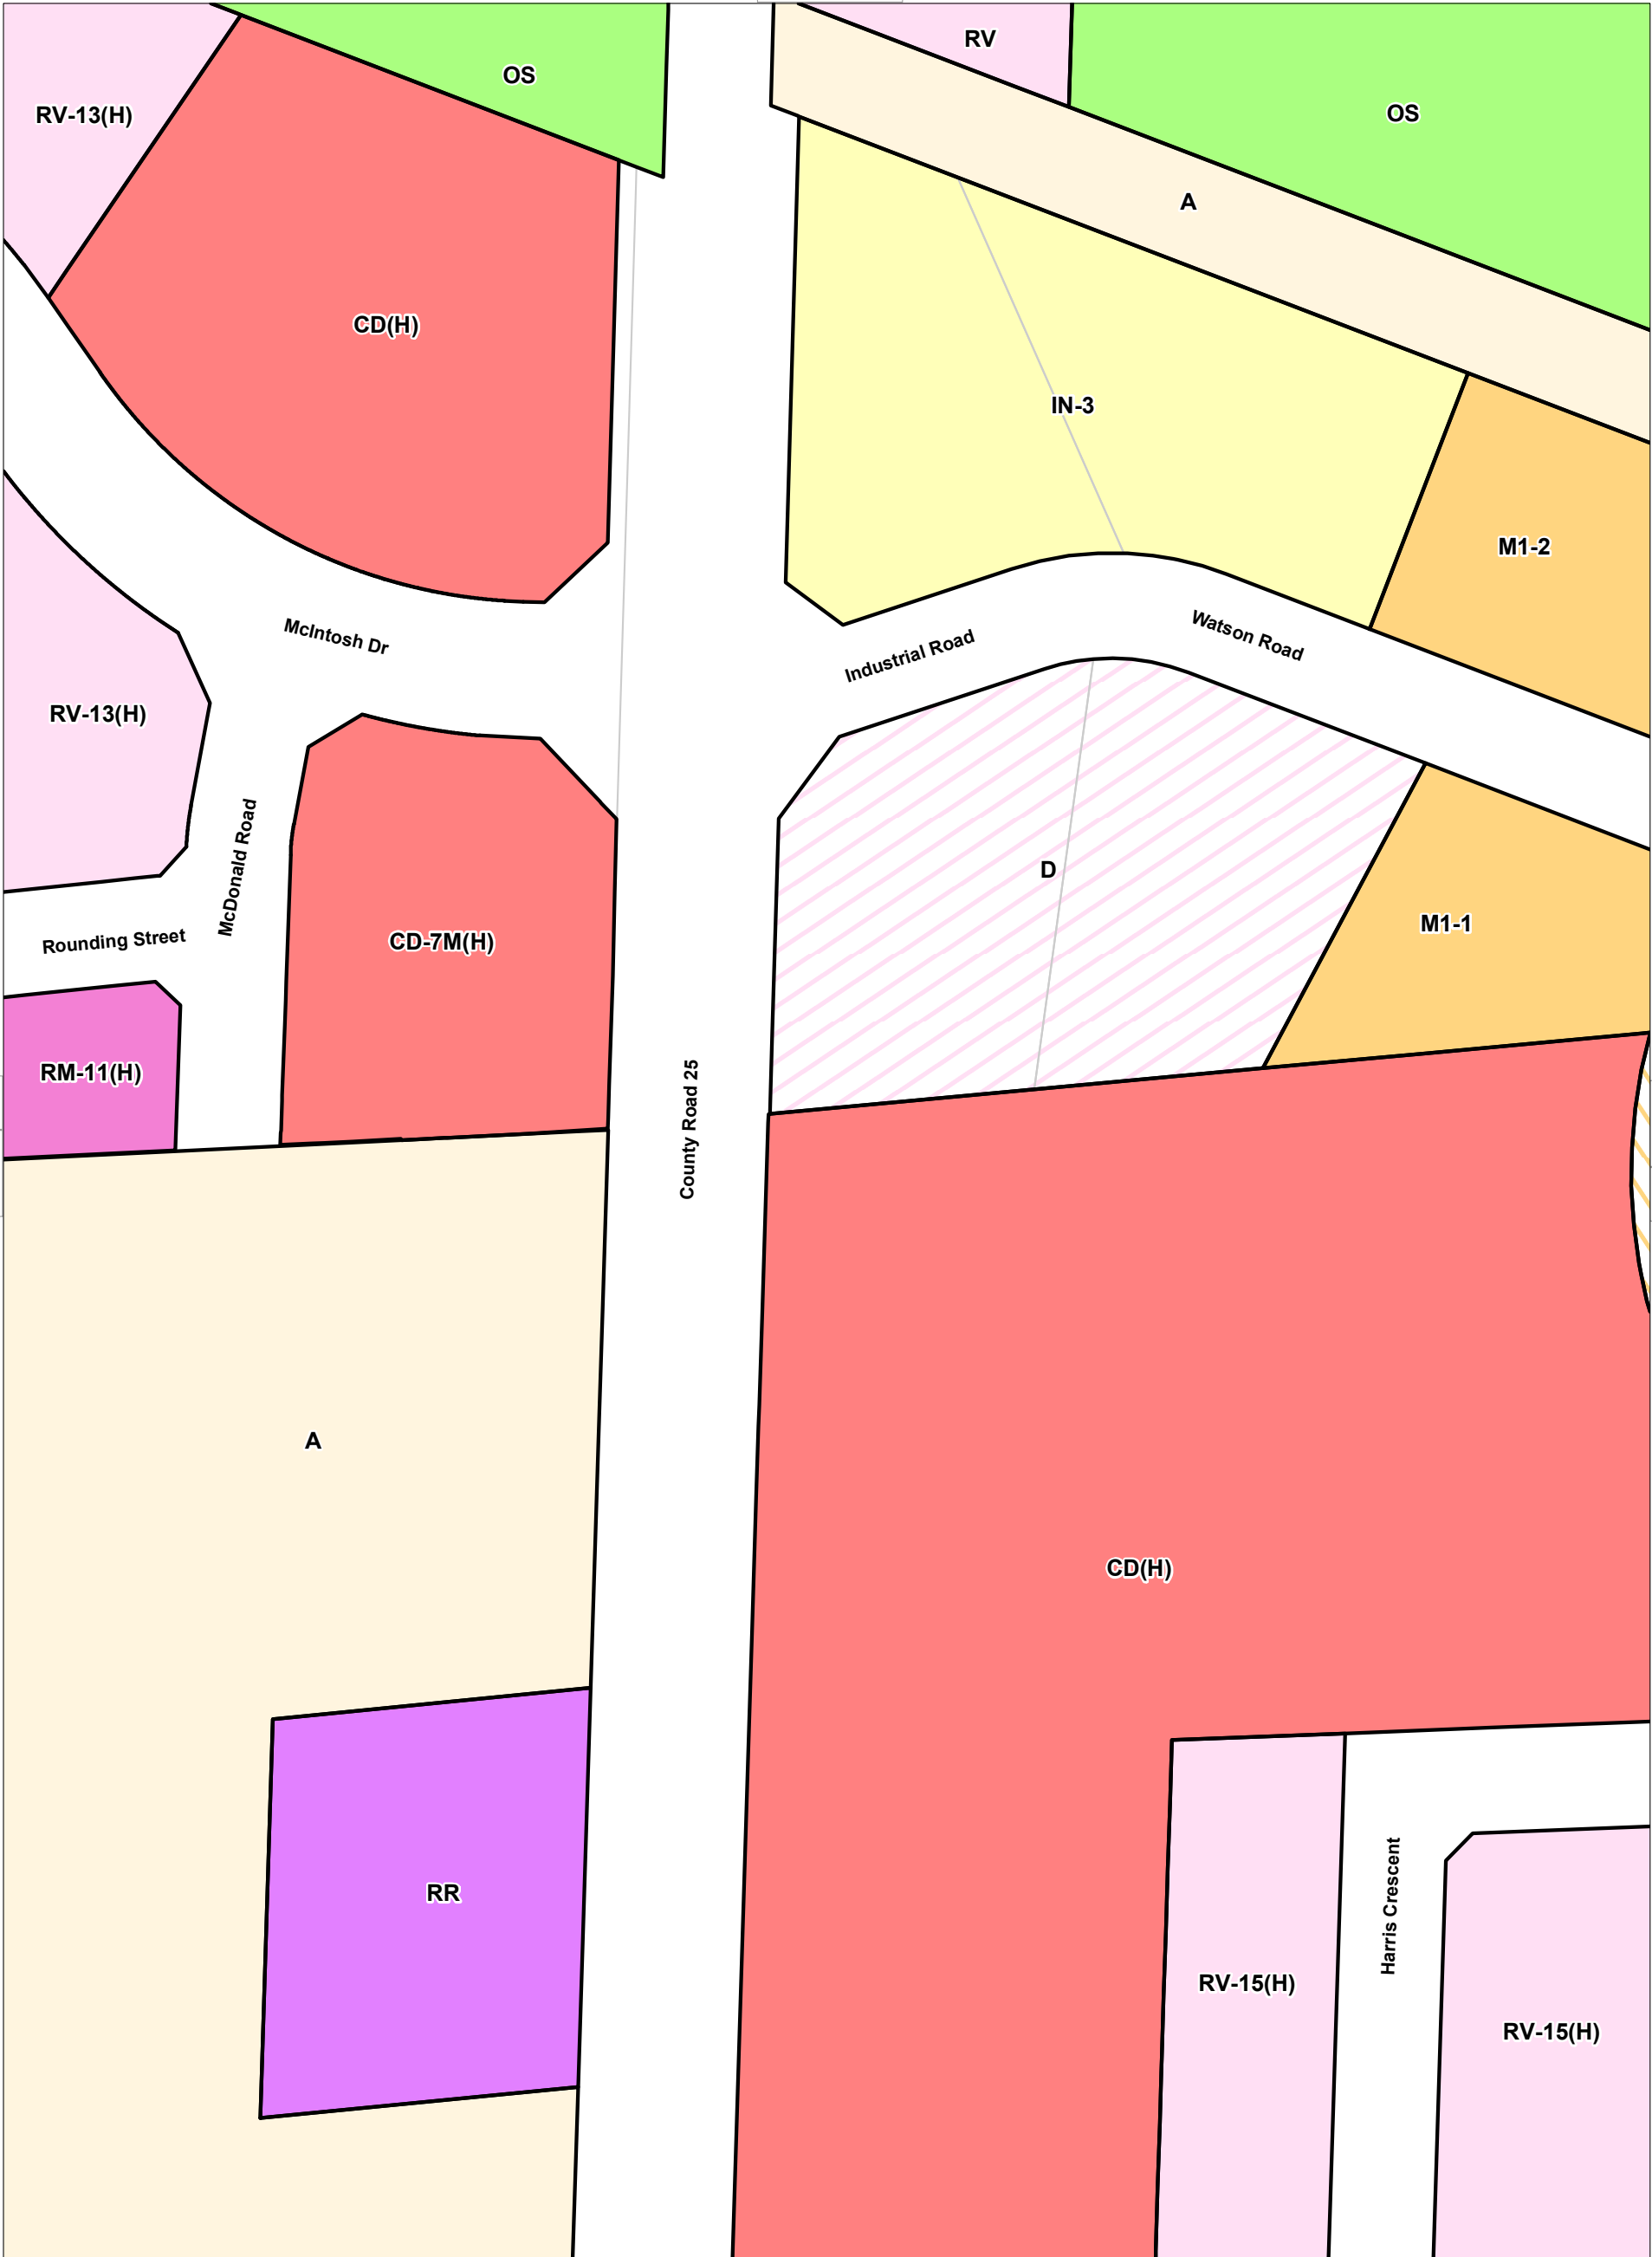 RV
OS
OS
RV-13(H)
A
CD(H)
IN-3
M1-2
McIntosh Dr
Industrial Road
Watson Road
RV-13(H)
McDonald Road
D
M1-1
Rounding Street
CD-7M(H)
RM-11(H)
County Road 25
A
CD(H)
RR
Harris Crescent
RV-15(H)
RV-15(H)